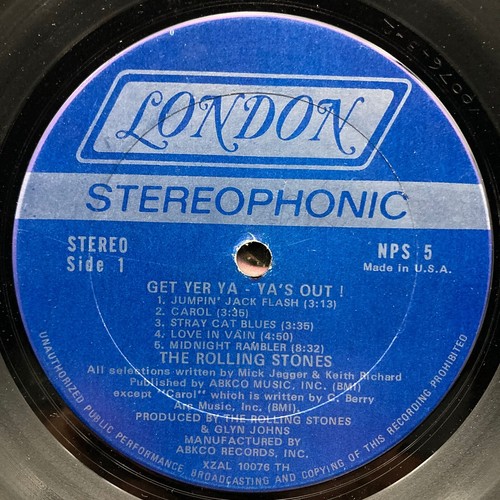 LONDON
STEREOPHONIC
STEREO
Side 1
NPS 5
Made in U.S.A.
GET YER YA - YA'S OUT !
1. JUMPIN' JACK FLASH (3:13)
2. CAROL (3:35)
3. STRAY CAT BLUES (3:35)
4. LOVE IN VAIN (4:50)
5. MIDNIGHT RAMBLER (8:32)
THE ROLLING STONES
All selections written by Mick Jagger & Keith Richard
Published by ABKCO MUSIC, INC. (BMI)
except "Carol" which is written by C. Berry
Arc Music, Inc. (BMI)
PRODUCED BY THE ROLLING STONES
& GLYN JOHNS
MANUFACTURED BY
ABKCO RECORDS, INC.
XZAL 10076 TH
UNAUTHORIZED PUBLIC PERFORMANCE, BROADCASTING AND COPYING OF THIS RECORDING PROHIBITED